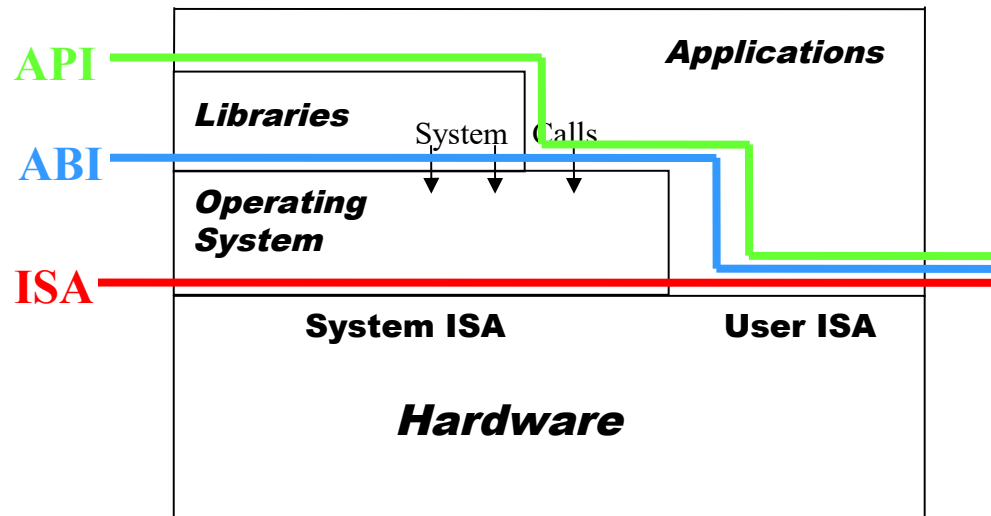 Applications
API
Libraries
System Calls
ABI
Operating
System
ISA
System ISA User ISA
Hardware